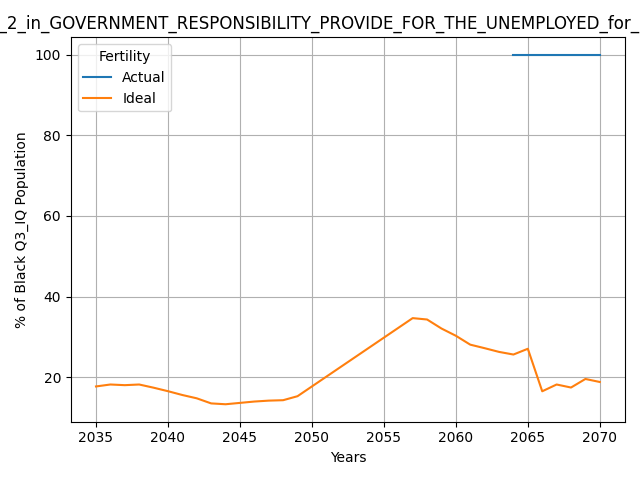 _2_in_GOVERNMENT_RESPONSIBILITY_PROVIDE_FOR_THE_UNEMPLOYED_for_
Fertility
Actual
Ideal
% of Black Q3_IQ Population
100
80
60
40
20
2035 2040 2045 2050 2055 2060 2065 2070
Years